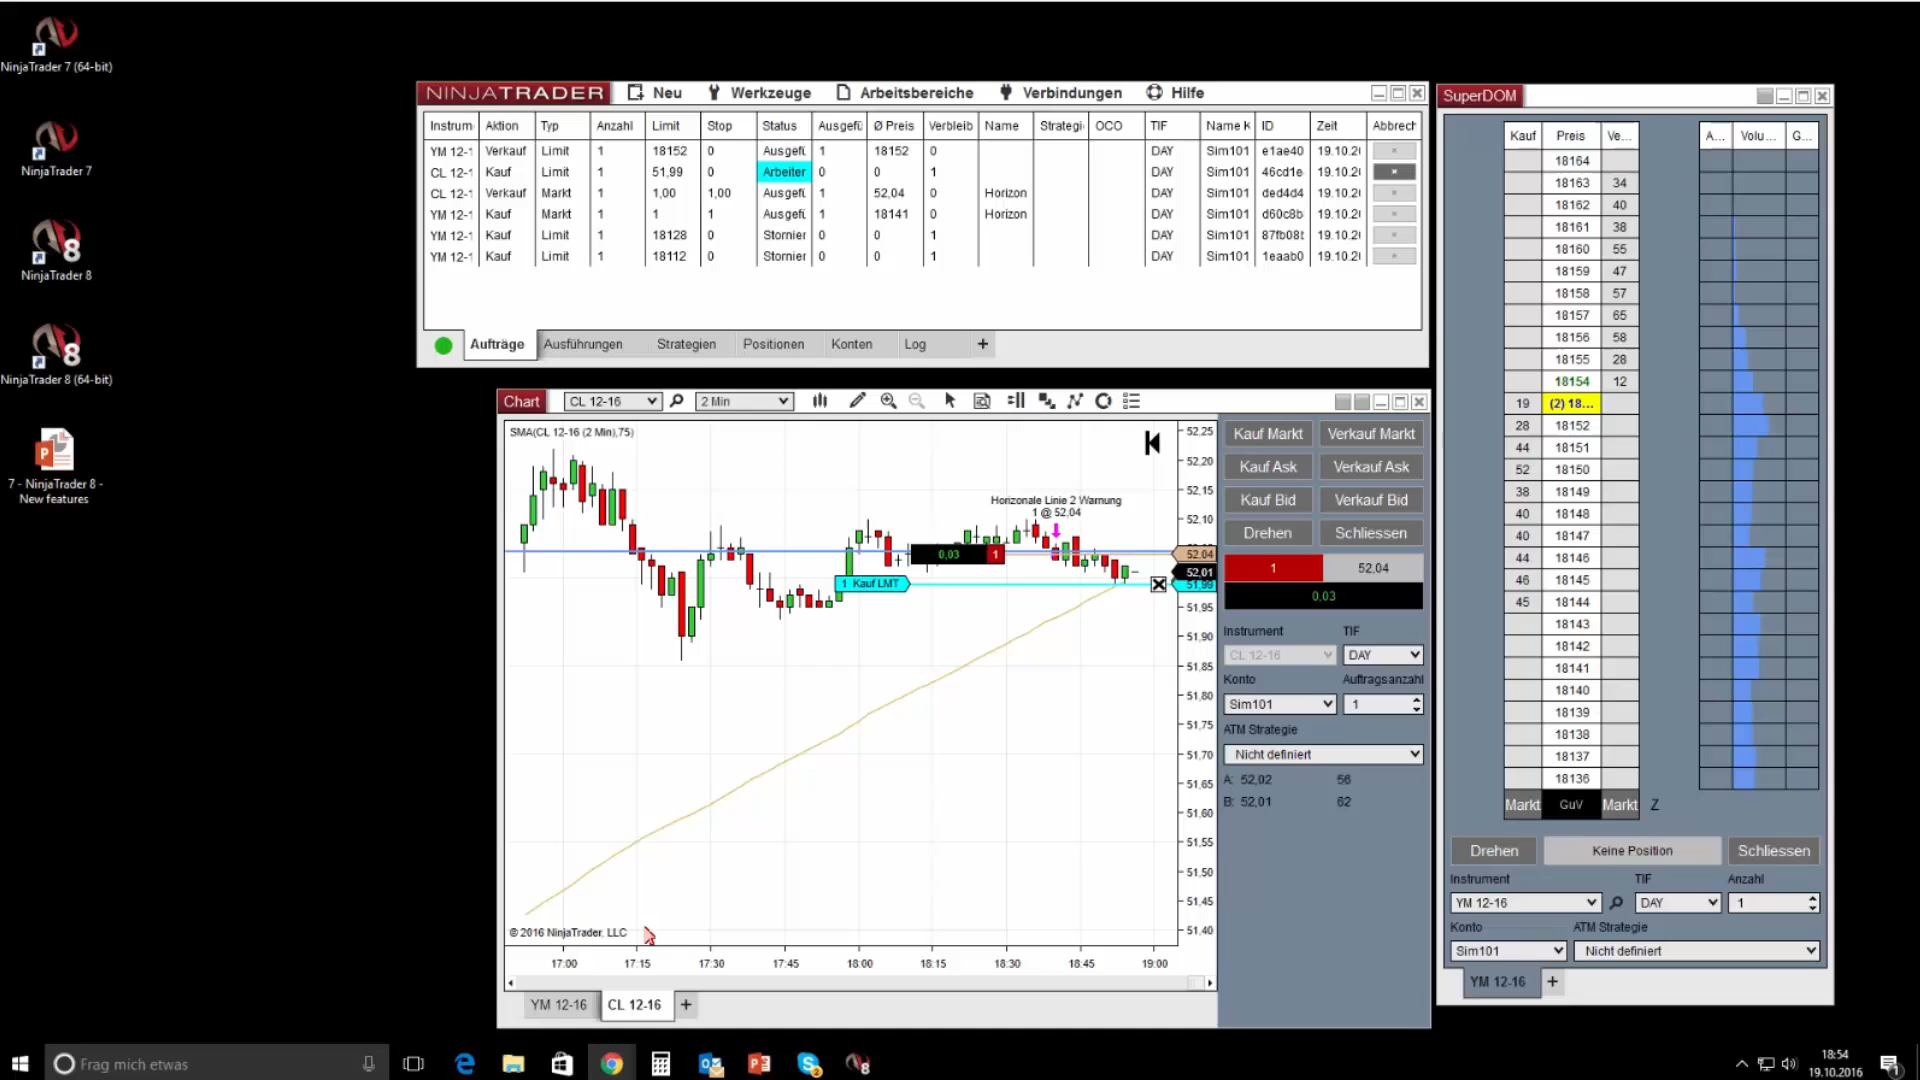 NinjaTrader 7 (64-bit)
NinjaTrader 7
NinjaTrader 8
NinjaTrader 8 (64-bit)
7 - NinjaTrader 8 -
New features
NINJATRADER Neu Werkzeuge Arbeitsbereiche Verbindungen Hilfe
Instrum Aktion Typ Anzahl Limit Stop Status Ausgefü Ø Preis Verbleib Name Strategi OCO TIF Name K ID Zeit Abbrech
YM 12-1 Verkauf Limit 1 18152 0 Ausgefü 1 18152 0 DAY Sim101 e1ae40 19.10.20
CL 12-1 Kauf Limit 1 51,99 0 Arbeiter 0 0 1 DAY Sim101 46cd1e 19.10.20
CL 12-1 Verkauf Markt 1 1,00 1,00 Ausgefü 1 52,04 0 Horizon DAY Sim101 ded4d4 19.10.20
YM 12-1 Kauf Markt 1 1 1 Ausgefü 1 18141 0 Horizon DAY Sim101 d60c8b 19.10.20
YM 12-1 Kauf Limit 1 18128 0 Stornier 0 0 1 DAY Sim101 87fb08b 19.10.20
YM 12-1 Kauf Limit 1 18112 0 Stornier 0 0 1 DAY Sim101 1eaab0 19.10.20
Aufträge Ausführungen Strategien Positionen Konten Log +
Chart CL 12-16 2 Min
SMA(CL 12-16 (2 Min),75)
Horizonale Linie 2 Warnung
1 @ 52,04
0,03 1
1 Kauf LMT
52,25
52,20
52,15
52,10
52,04
52,01
51,99
51,95
51,90
51,85
51,80
51,75
51,70
51,65
51,60
51,55
51,50
51,45
51,40
© 2016 NinjaTrader, LLC
17:00 17:15 17:30 17:45 18:00 18:15 18:30 18:45 19:00
YM 12-16 CL 12-16 +
Kauf Markt Verkauf Markt
Kauf Ask Verkauf Ask
Kauf Bid Verkauf Bid
Drehen Schliessen
1 52,04
0,03
Instrument TIF
CL 12-16 DAY
Konto Auftragsanzahl
Sim101 1
ATM Strategie
Nicht definiert
A: 52,02 56
B: 52,01 62
SuperDOM
Kauf Preis Ve... A... Volu... G...
18164
18163 34
18162 40
18161 38
18160 55
18159 47
18158 57
18157 65
18156 58
18155 28
18154 12
19 (2) 18...
28 18152
44 18151
52 18150
38 18149
40 18148
40 18147
44 18146
46 18145
45 18144
18143
18142
18141
18140
18139
18138
18137
18136
Markt GuV Markt Z
Drehen Keine Position Schliessen
Instrument TIF Anzahl
YM 12-16 DAY 1
Konto ATM Strategie
Sim101 Nicht definiert
YM 12-16 +
Frag mich etwas
18:54
19.10.2016